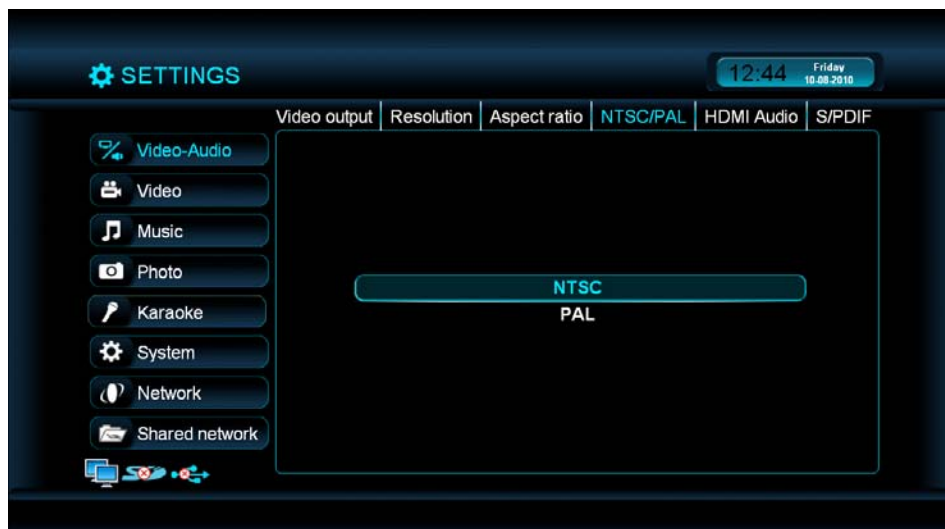 SETTINGS
12:44 Friday
10-08-2010
Video output Resolution Aspect ratio NTSC/PAL HDMI Audio S/PDIF
Video-Audio
Video
Music
Photo
Karaoke
System
Network
Shared network
NTSC
PAL